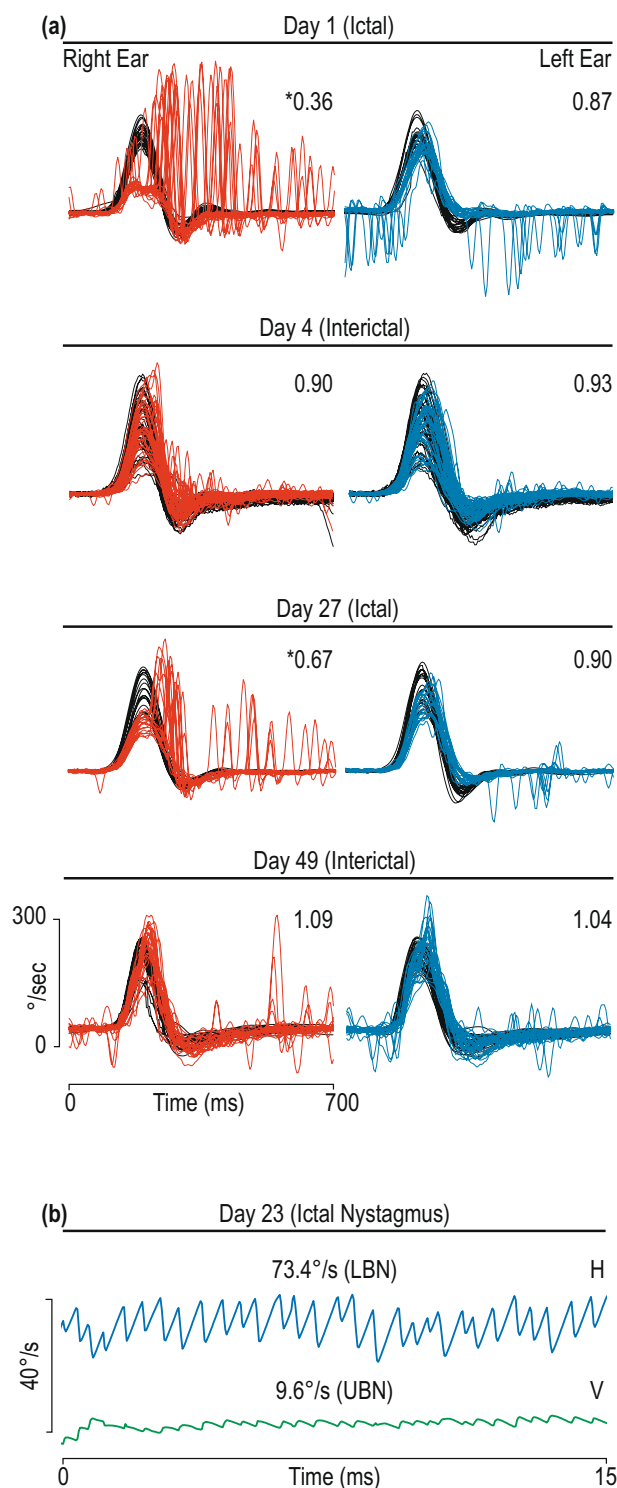 (a) Day 1 (Ictal)
Right Ear Left Ear
*0.36 0.87
Day 4 (Interictal)
0.90 0.93
Day 27 (Ictal)
*0.67 0.90
Day 49 (Interictal)
300 1.09 1.04
°/sec
0
0 Time (ms) 700
(b) Day 23 (Ictal Nystagmus)
73.4°/s (LBN) H
40°/s
9.6°/s (UBN) V
0 Time (ms) 15